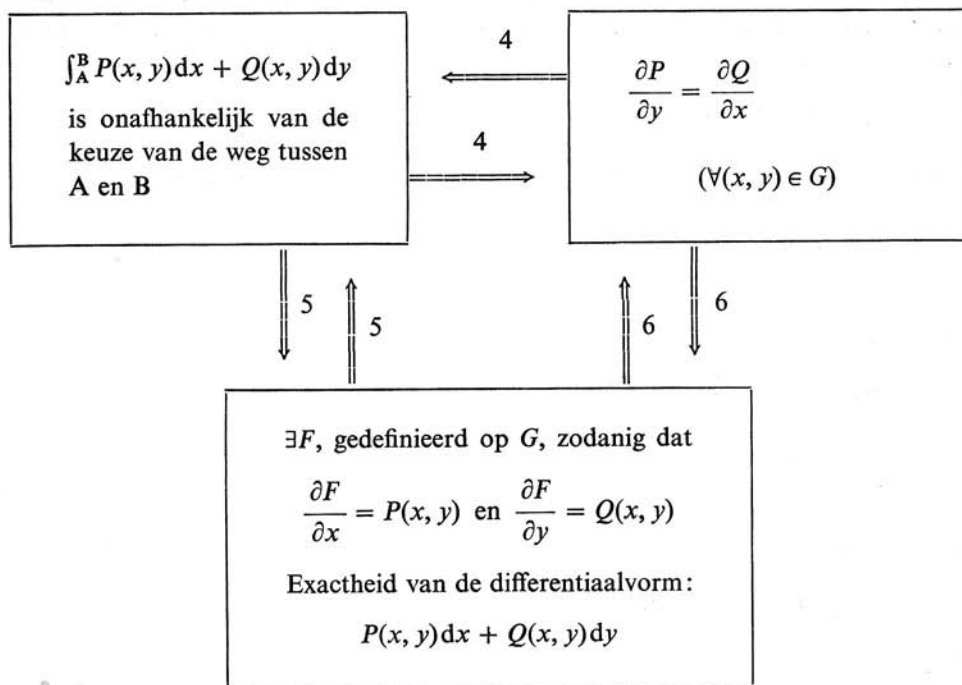 ∫_A^B P(x, y)dx + Q(x, y)dy
is onafhankelijk van de
keuze van de weg tussen
A en B
4
4
∂P/∂y = ∂Q/∂x
(∀(x, y) ∈ G)
5
5
6
6
∃F, gedefinieerd op G, zodanig dat
∂F/∂x = P(x, y) en ∂F/∂y = Q(x, y)
Exactheid van de differentiaalvorm:
P(x, y)dx + Q(x, y)dy